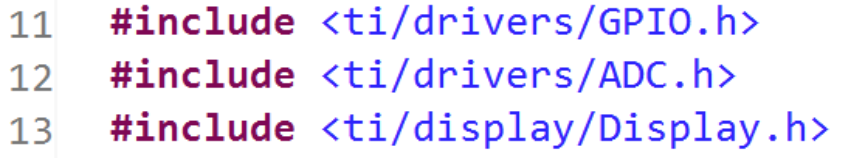 11 #include <ti/drivers/GPIO.h>
12 #include <ti/drivers/ADC.h>
13 #include <ti/display/Display.h>